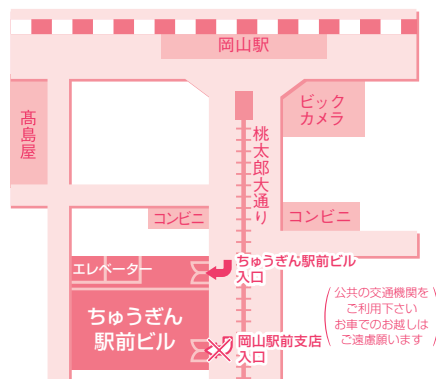 岡山駅
髙島屋
ビック
カメラ
桃太郎大通り
コンビニ
コンビニ
エレベーター
ちゅうぎん駅前ビル
入口
ちゅうぎん
駅前ビル
岡山駅前支店
入口
公共の交通機関を
ご利用下さい
お車でのお越しは
ご遠慮願います